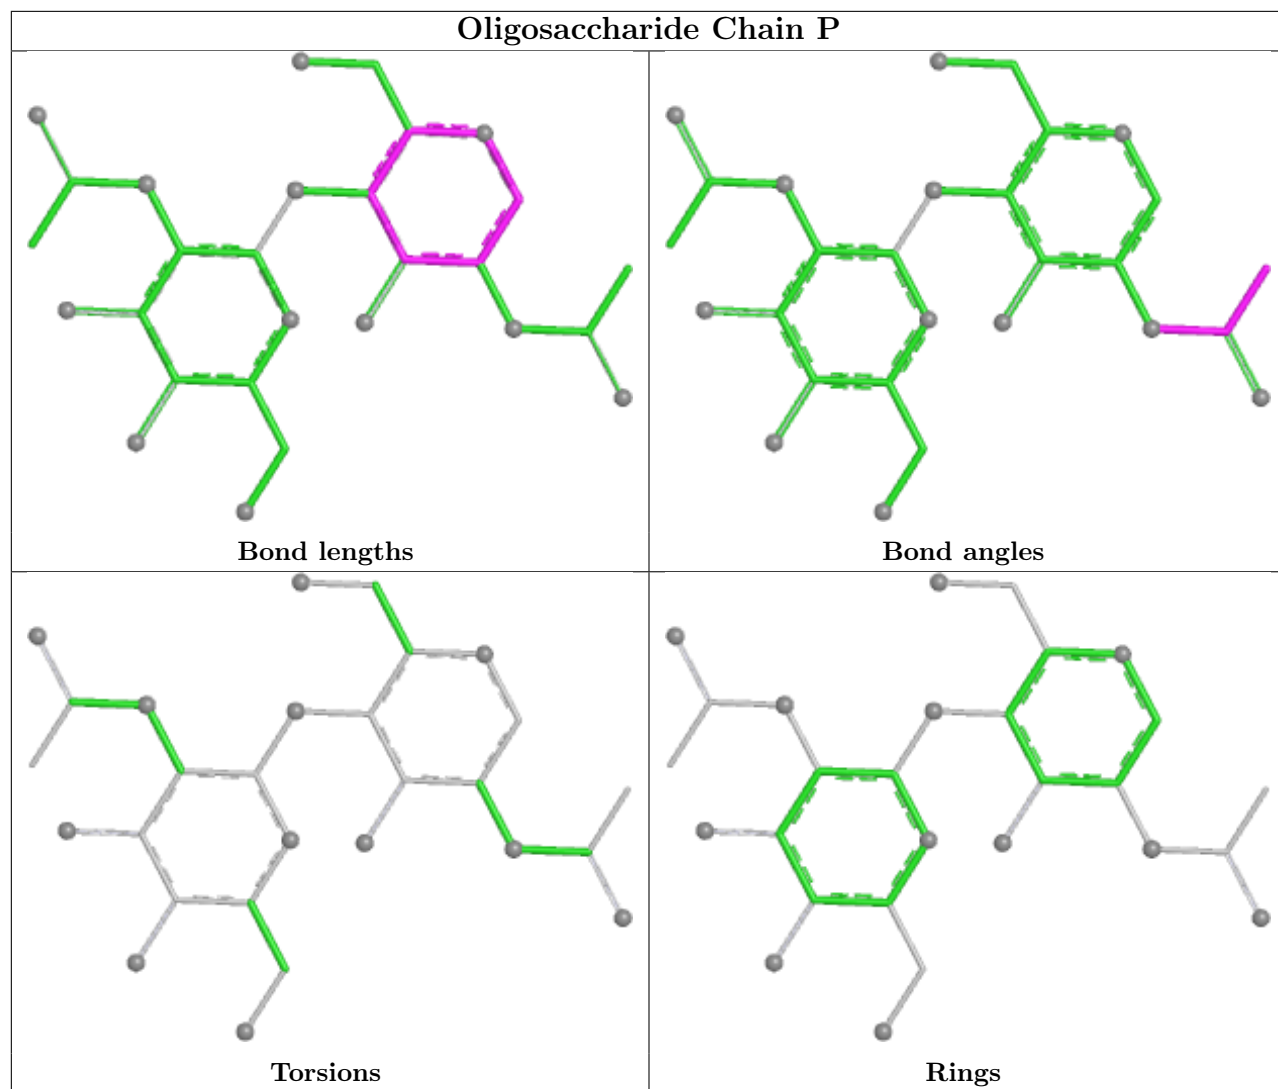 Oligosaccharide Chain P
Bond lengths
Bond angles
Torsions
Rings